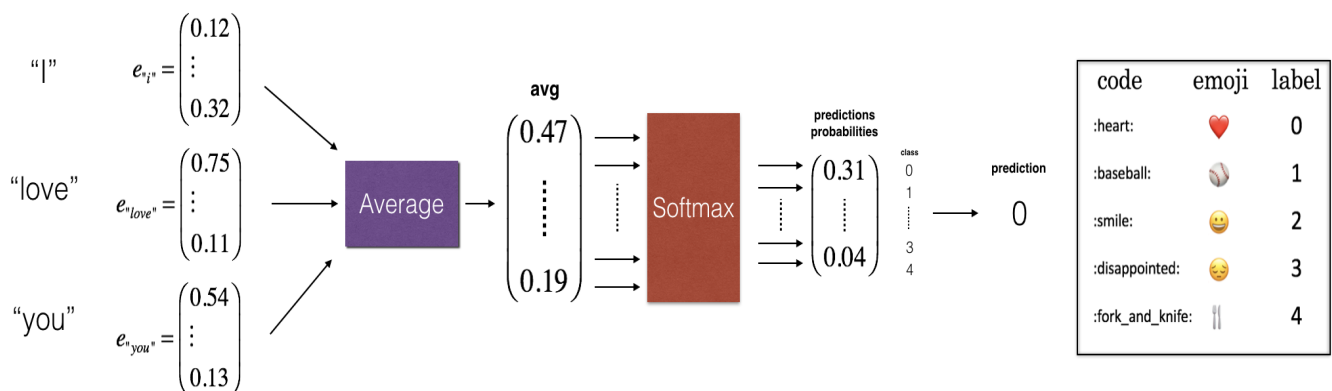 “I”
e"i" =
0.12
⋮
0.32
“love”
e"love" =
0.75
⋮
0.11
“you”
e"you" =
0.54
⋮
0.13
Average
avg
0.47
0.19
Softmax
predictions
probabilities
0.31
0.04
class
0
1
3
4
prediction
0
code emoji label
:heart: ❤️ 0
:baseball: ⚾ 1
:smile: 😀 2
:disappointed: 😔 3
:fork_and_knife: 🍴 4